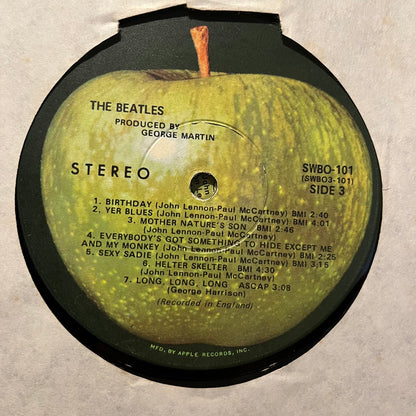 THE BEATLES
PRODUCED BY
GEORGE MARTIN
STEREO
SWBO-101
(SWBO3-101)
SIDE 3
1. BIRTHDAY (John Lennon-Paul McCartney) BMI 2:40
2. YER BLUES (John Lennon-Paul McCartney) BMI 4:01
3. MOTHER NATURE'S SON BMI 2:46
(John Lennon-Paul McCartney)
4. EVERYBODY'S GOT SOMETHING TO HIDE EXCEPT ME
AND MY MONKEY (John Lennon-Paul McCartney) BMI 2:25
5. SEXY SADIE (John Lennon-Paul McCartney) BMI 3:15
6. HELTER SKELTER BMI 4:30
(John Lennon-Paul McCartney)
7. LONG, LONG, LONG ASCAP 3:08
(George Harrison)
(Recorded in England)
MFD. BY APPLE RECORDS, INC.